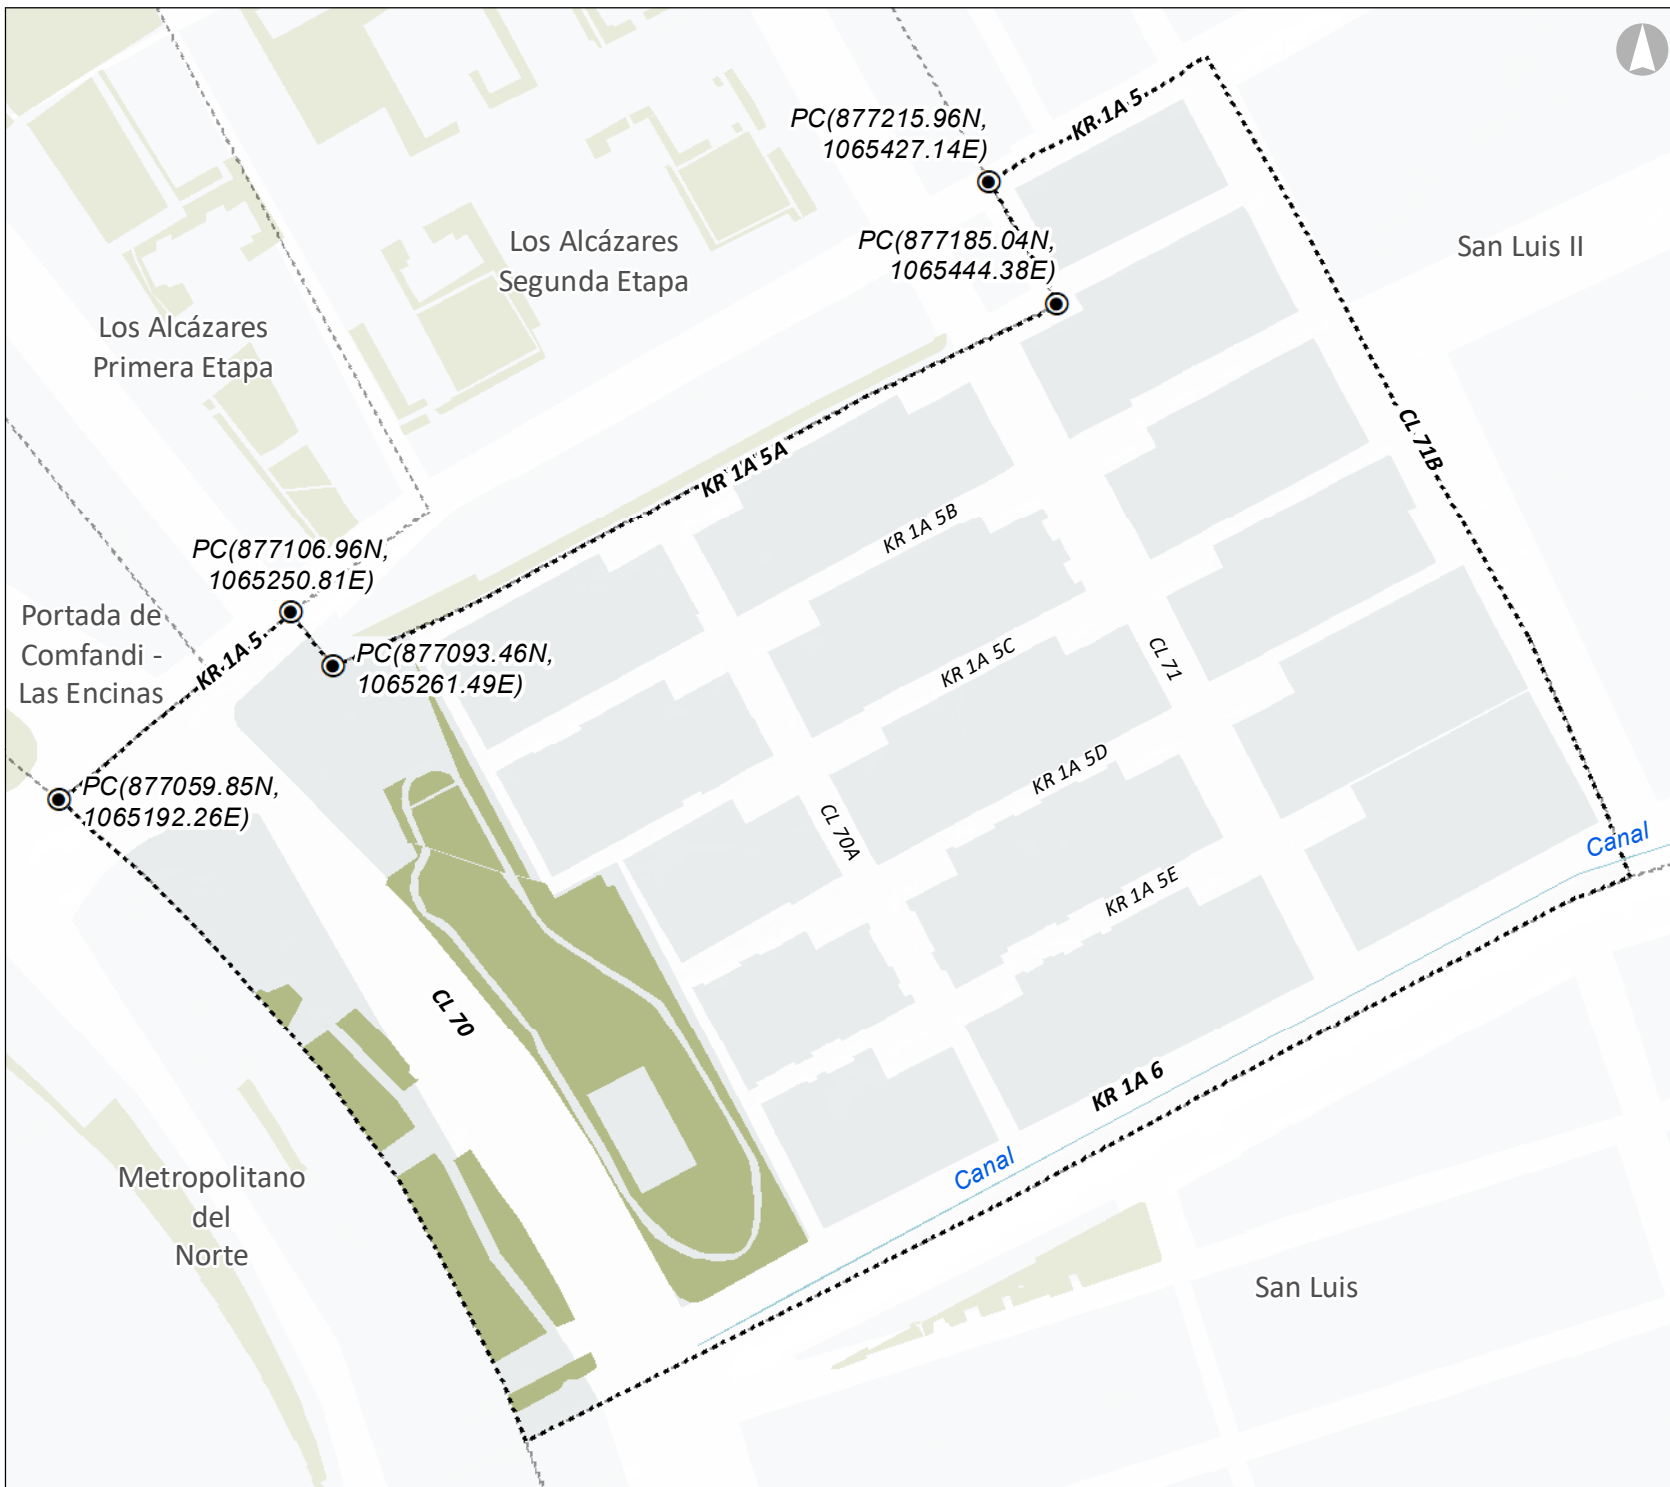 KR 1A 5
PC(877215.96N,
1065427.14E)
Los Alcázares
Segunda Etapa
PC(877185.04N,
1065444.38E)
San Luis II
Los Alcázares
Primera Etapa
CL 71B
KR 1A 5A
KR 1A 5B
PC(877106.96N,
1065250.81E)
Portada de
Comfandi -
Las Encinas
KR 1A 5
PC(877093.46N,
1065261.49E)
KR 1A 5C
CL 71
KR 1A 5D
PC(877059.85N,
1065192.26E)
CL 70A
Canal
KR 1A 5E
CL 70
KR 1A 6
Canal
Metropolitano
del
Norte
San Luis